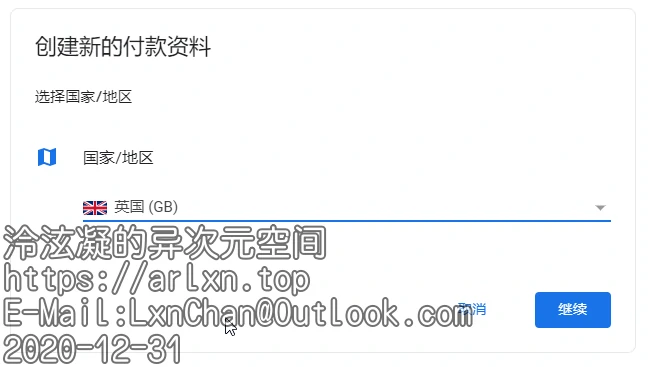 创建新的付款资料
选择国家/地区
国家/地区
英国 (GB)
泠泫凝的异次元空间
https://arlxn.top
取消
继续
E-Mail:LxnChan@Outlook.com
2020-12-31